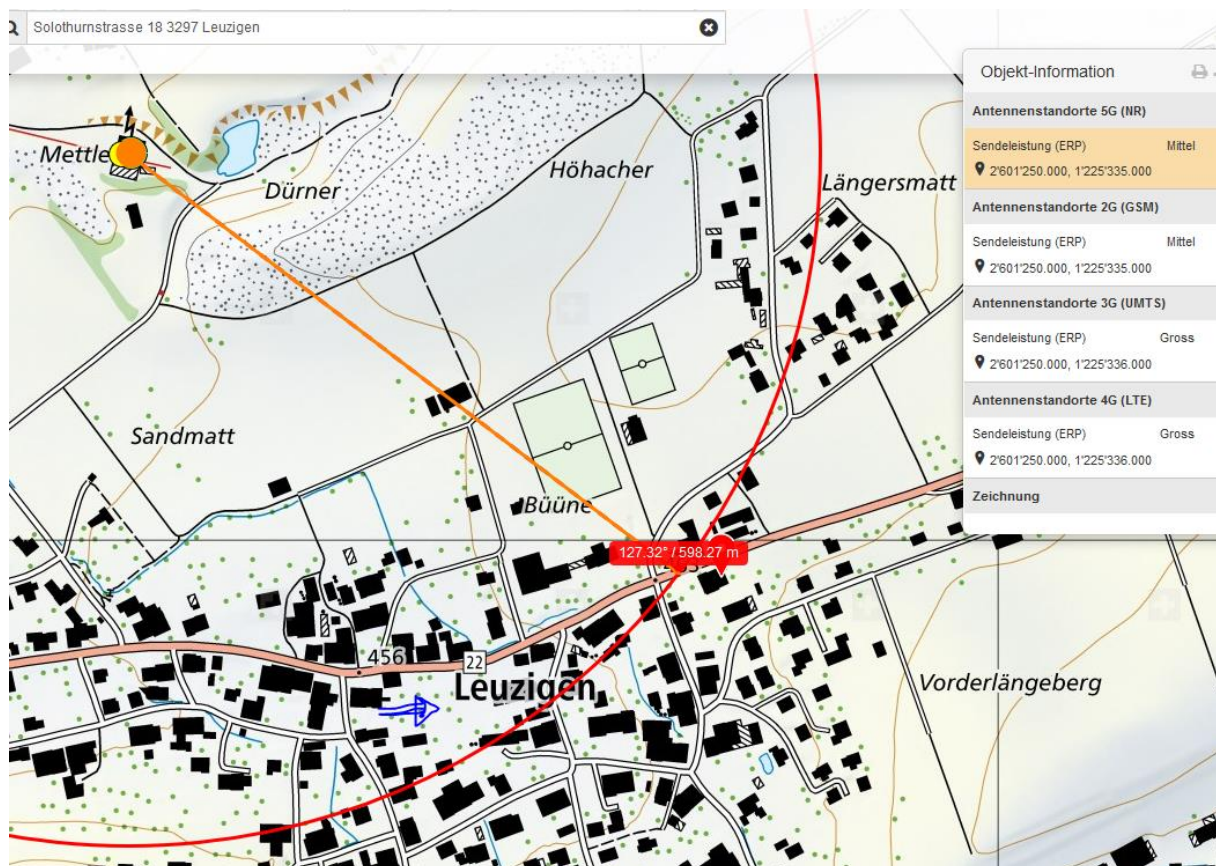 Solothurnstrasse 18 3297 Leuzigen
Objekt-Information
Antennenstandorte 5G (NR)
Sendeleistung (ERP) Mittel
2'601'250.000, 1'225'335.000
Antennenstandorte 2G (GSM)
Sendeleistung (ERP) Mittel
2'601'250.000, 1'225'335.000
Antennenstandorte 3G (UMTS)
Sendeleistung (ERP) Gross
2'601'250.000, 1'225'336.000
Antennenstandorte 4G (LTE)
Sendeleistung (ERP) Gross
2'601'250.000, 1'225'336.000
Zeichnung
Mettle
Dürner
Höhacher
Längersmatt
Sandmatt
Büüne
127.32° / 598.27 m
456
22
Leuzigen
Vorderlängeberg